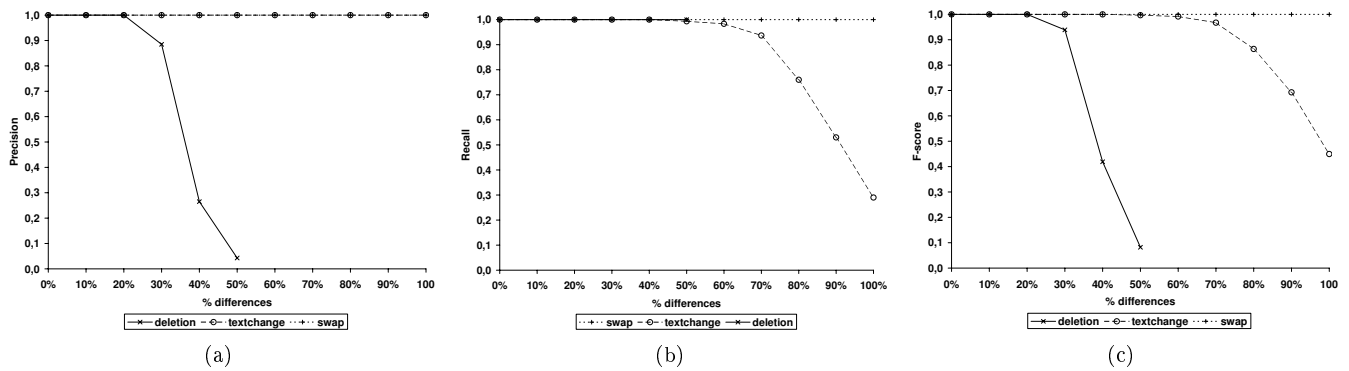 1,0
0,9
0,8
0,7
0,6
0,5
0,4
0,3
0,2
0,1
0,0
Precision
0% 10% 20% 30% 40% 50% 60% 70% 80% 90% 100
% differences
deletion textchange swap
(a)
1,0
0,9
0,8
0,7
0,6
0,5
0,4
0,3
0,2
0,1
0,0
Recall
0% 10% 20% 30% 40% 50% 60% 70% 80% 90% 100%
% differences
swap textchange deletion
(b)
1,0
0,9
0,8
0,7
0,6
0,5
0,4
0,3
0,2
0,1
0,0
F-score
0% 10% 20% 30% 40% 50% 60% 70% 80% 90% 100
% differences
deletion textchange swap
(c)